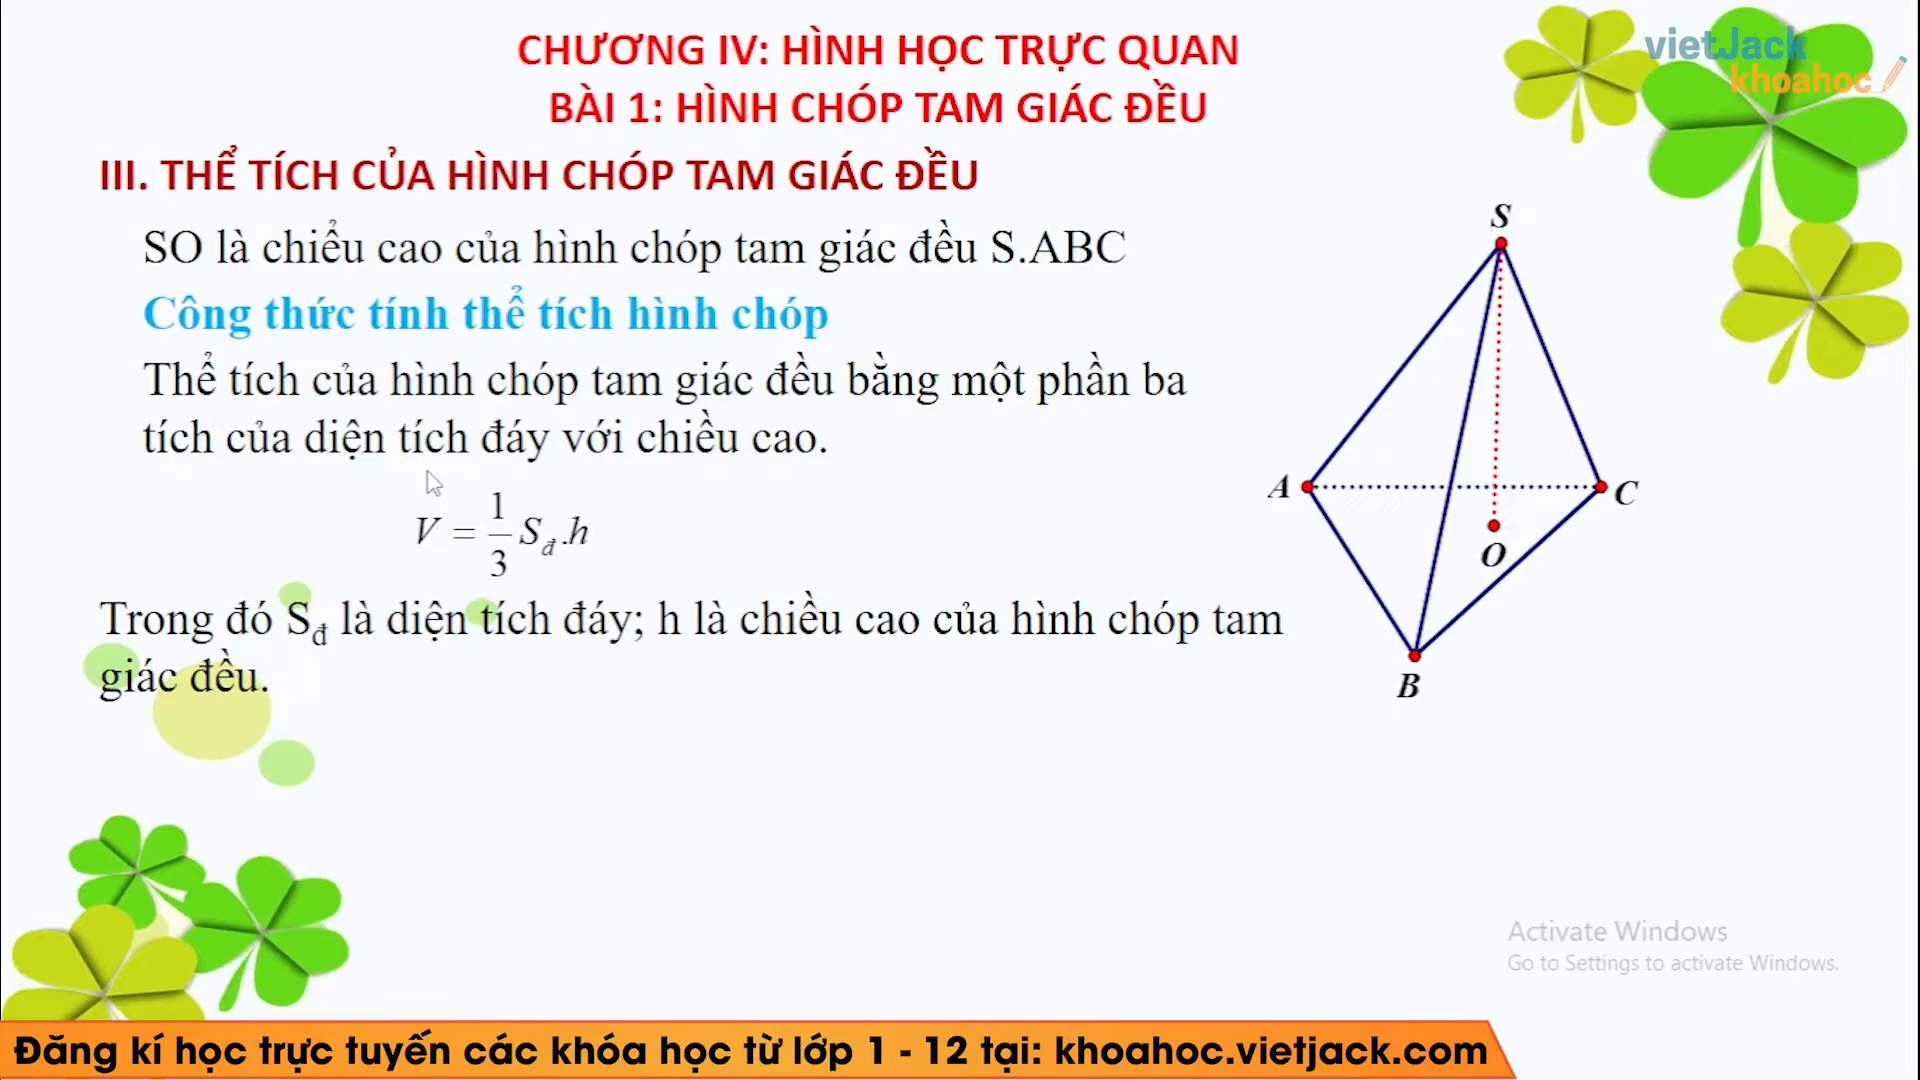 vietJack
khoahoc
CHƯƠNG IV: HÌNH HỌC TRỰC QUAN
BÀI 1: HÌNH CHÓP TAM GIÁC ĐỀU
III. THỂ TÍCH CỦA HÌNH CHÓP TAM GIÁC ĐỀU
SO là chiểu cao của hình chóp tam giác đều S.ABC
Công thức tính thể tích hình chóp
Thể tích của hình chóp tam giác đều bằng một phần ba
tích của diện tích đáy với chiều cao.
V = 1/3 S_đ.h
Trong đó S_đ là diện tích đáy; h là chiều cao của hình chóp tam
giác đều.
S
A
C
O
B
Activate Windows
Go to Settings to activate Windows.
Đăng kí học trực tuyến các khóa học từ lớp 1 - 12 tại: khoahoc.vietjack.com